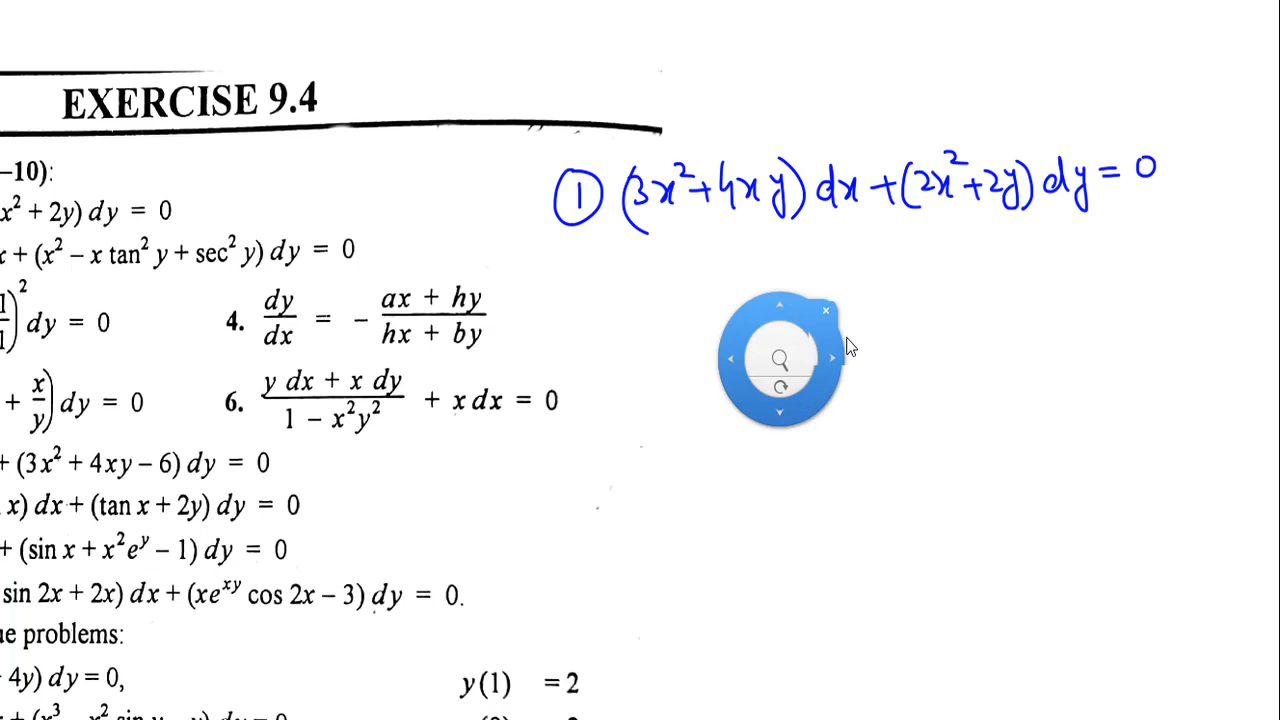 EXERCISE 9.4
–10):
① (3x²+4xy) dx + (2x²+2y) dy = 0
x² + 2y) dy = 0
x + (x² – x tan² y + sec² y) dy = 0
1/1)² dy = 0 4. dy/dx = – ax + hy/hx + by
+ x/y) dy = 0 6. y dx + x dy/1 – x²y² + x dx = 0
+ (3x² + 4xy – 6) dy = 0
x) dx + (tan x + 2y) dy = 0
+ (sin x + x²eʸ – 1) dy = 0
sin 2x + 2x) dx + (xeˣʸ cos 2x – 3) dy = 0.
ue problems:
4y) dy = 0, y(1) = 2